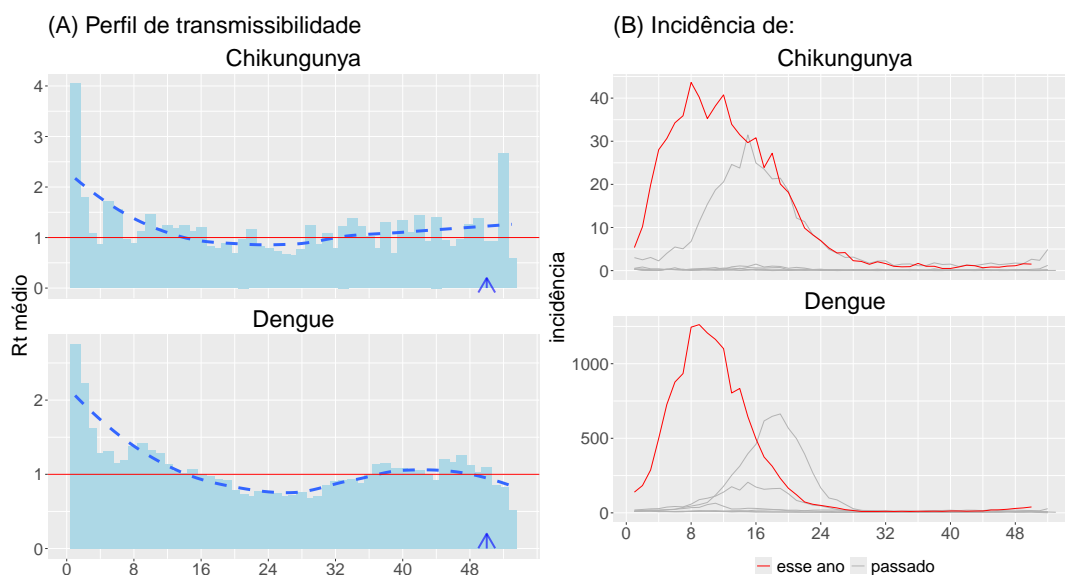 (A) Perfil de transmissibilidade
Chikungunya
4
3
2
1
0
Dengue
2
1
0
0 8 16 24 32 40 48
Rt médio
(B) Incidência de:
Chikungunya
40
30
20
10
0
Dengue
1000
500
0
0 8 16 24 32 40 48
incidência
esse ano passado